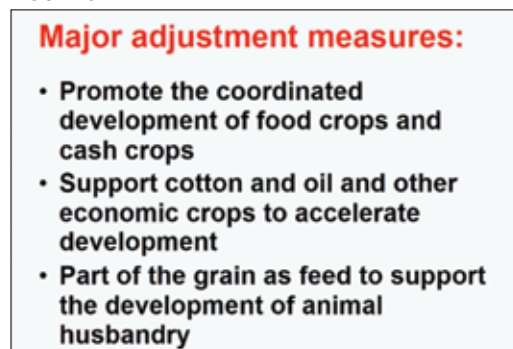 Major adjustment measures:
• Promote the coordinated
development of food crops and
cash crops
• Support cotton and oil and other
economic crops to accelerate
development
• Part of the grain as feed to support
the development of animal
husbandry